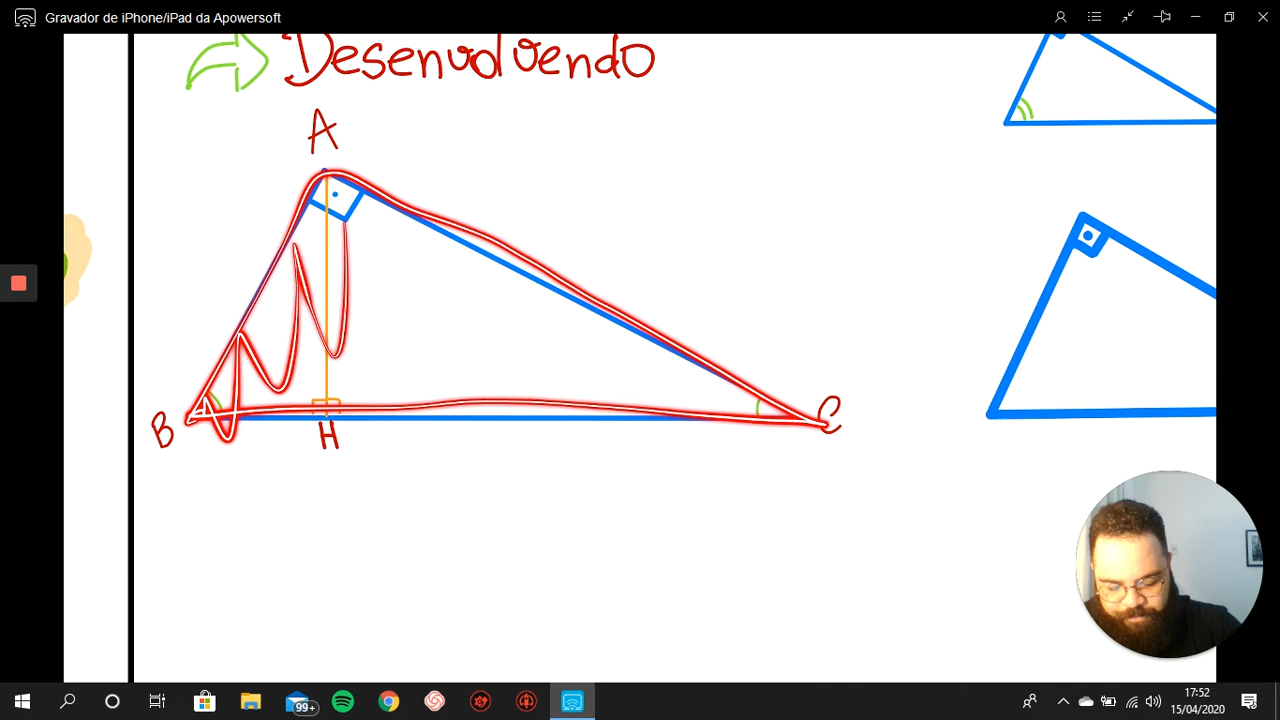 Gravador de iPhone/iPad da Apowersoft
Desenvolvendo
A
B
H
C
99+
17:52
15/04/2020